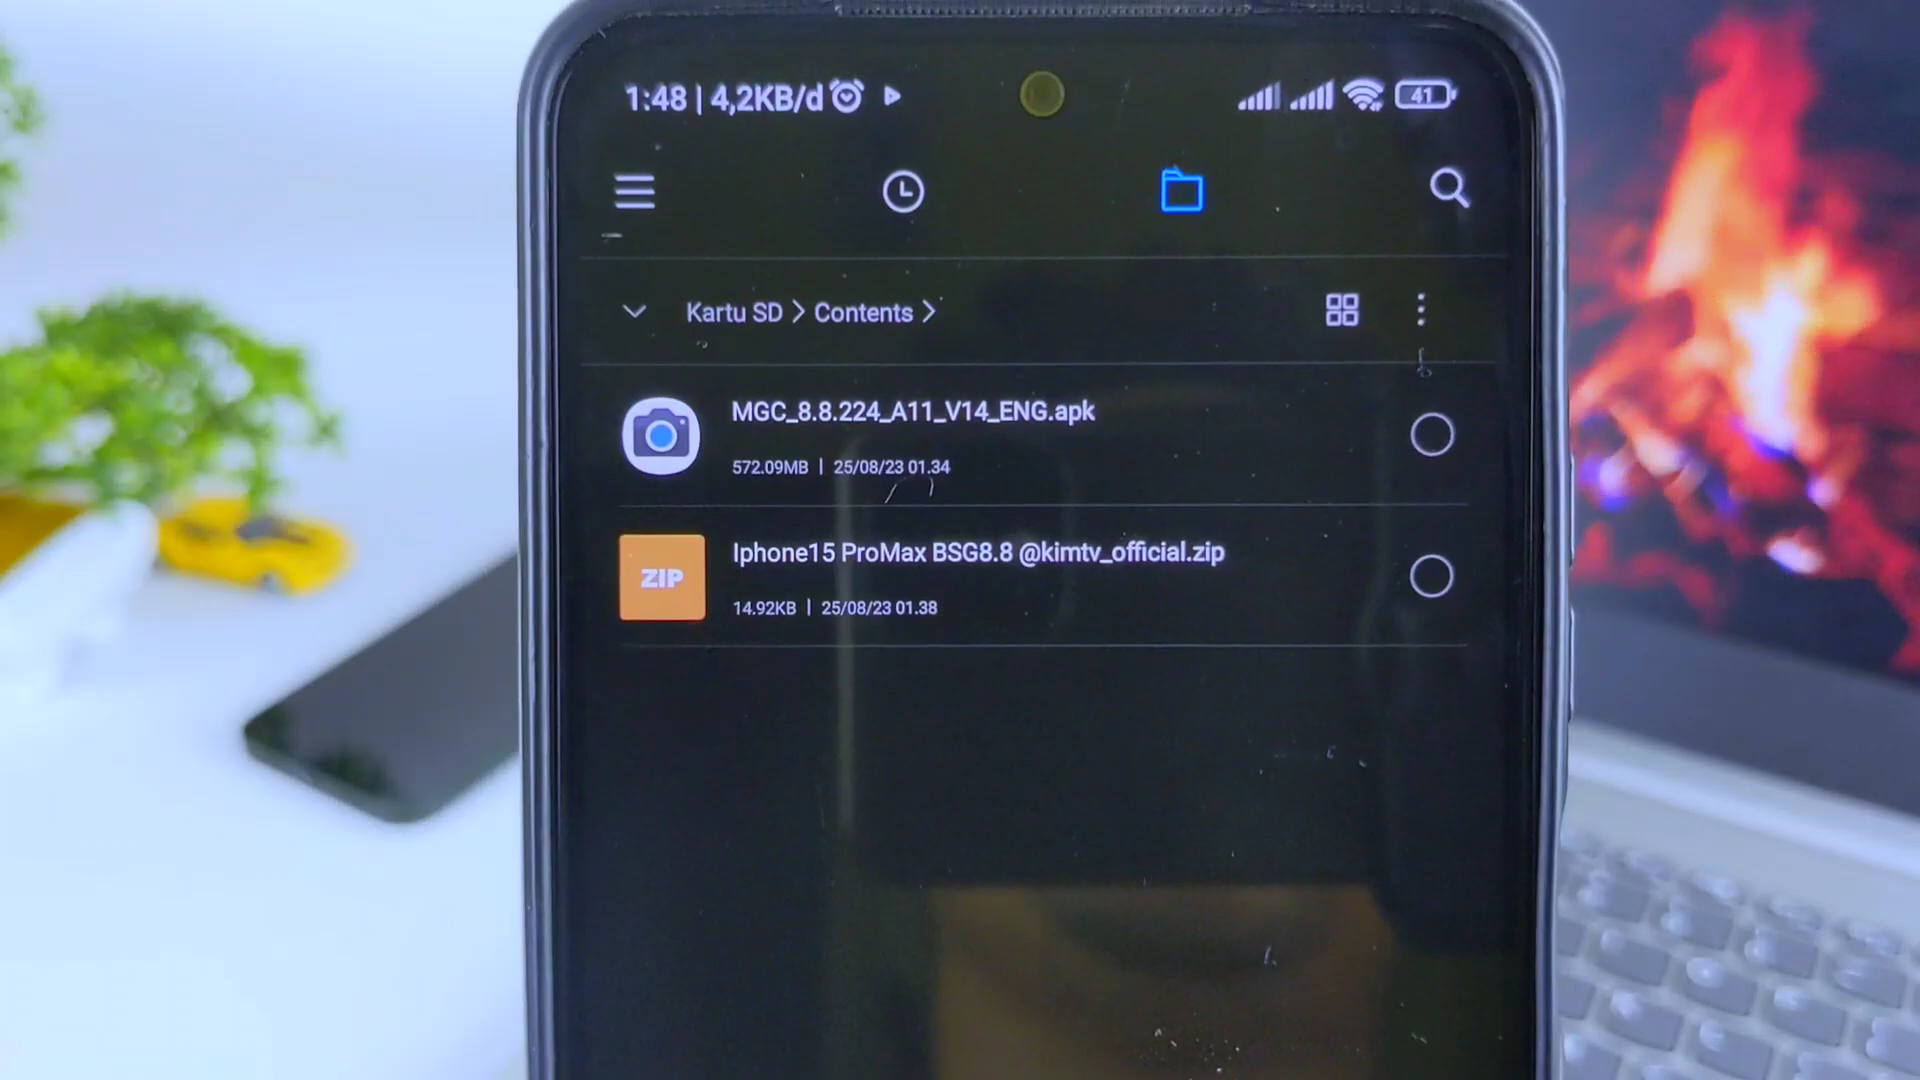 1:48 | 4,2KB/d 41
Kartu SD > Contents >
MGC_8.8.224_A11_V14_ENG.apk
572.09MB | 25/08/23 01.34
ZIP
Iphone15 ProMax BSG8.8 @kimtv_official.zip
14.92KB | 25/08/23 01.38